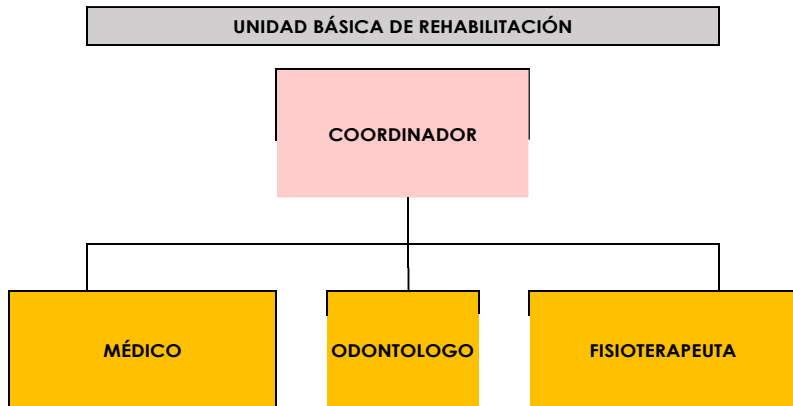 UNIDAD BÁSICA DE REHABILITACIÓN
COORDINADOR
MÉDICO
ODONTOLOGO
FISIOTERAPEUTA